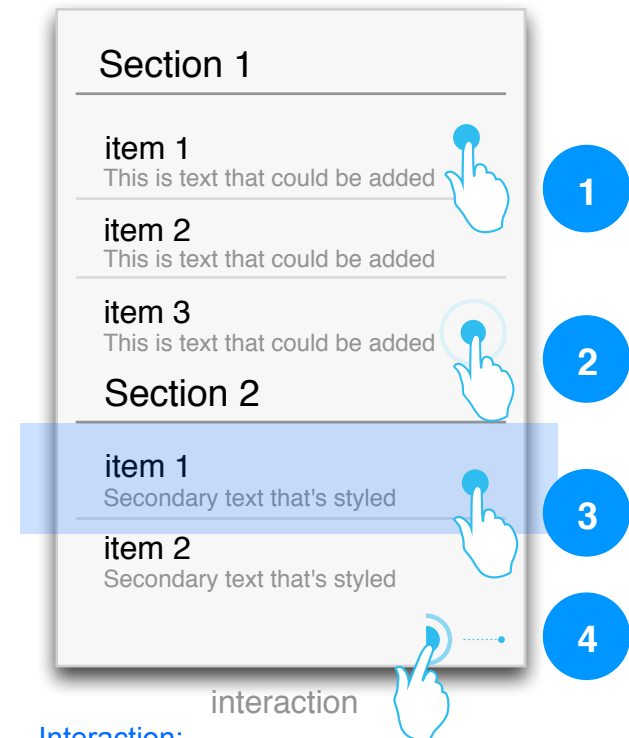 Section 1
item 1
This is text that could be added
1
item 2
This is text that could be added
item 3
This is text that could be added
2
Section 2
item 1
Secondary text that's styled
3
item 2
Secondary text that's styled
4
interaction
Interaction: